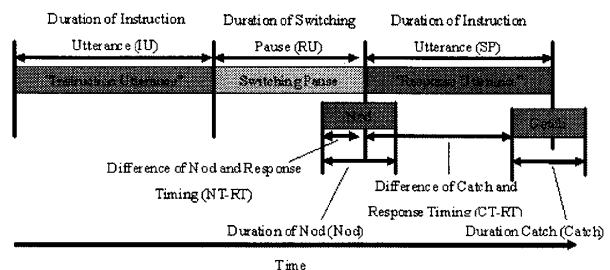 Duration of Instruction Duration of Switching Duration of Instruction
Utterance (IU) Pause (RU) Utterance (SP)
"Instruction Utterance" Switching Pause "Response Utterance"
Nod Catch
Difference of Nod and Response
Timing (NT-RT)
Difference of Catch and
Response Timing (CT-RT)
Duration of Nod (Nod) Duration Catch (Catch)
Time